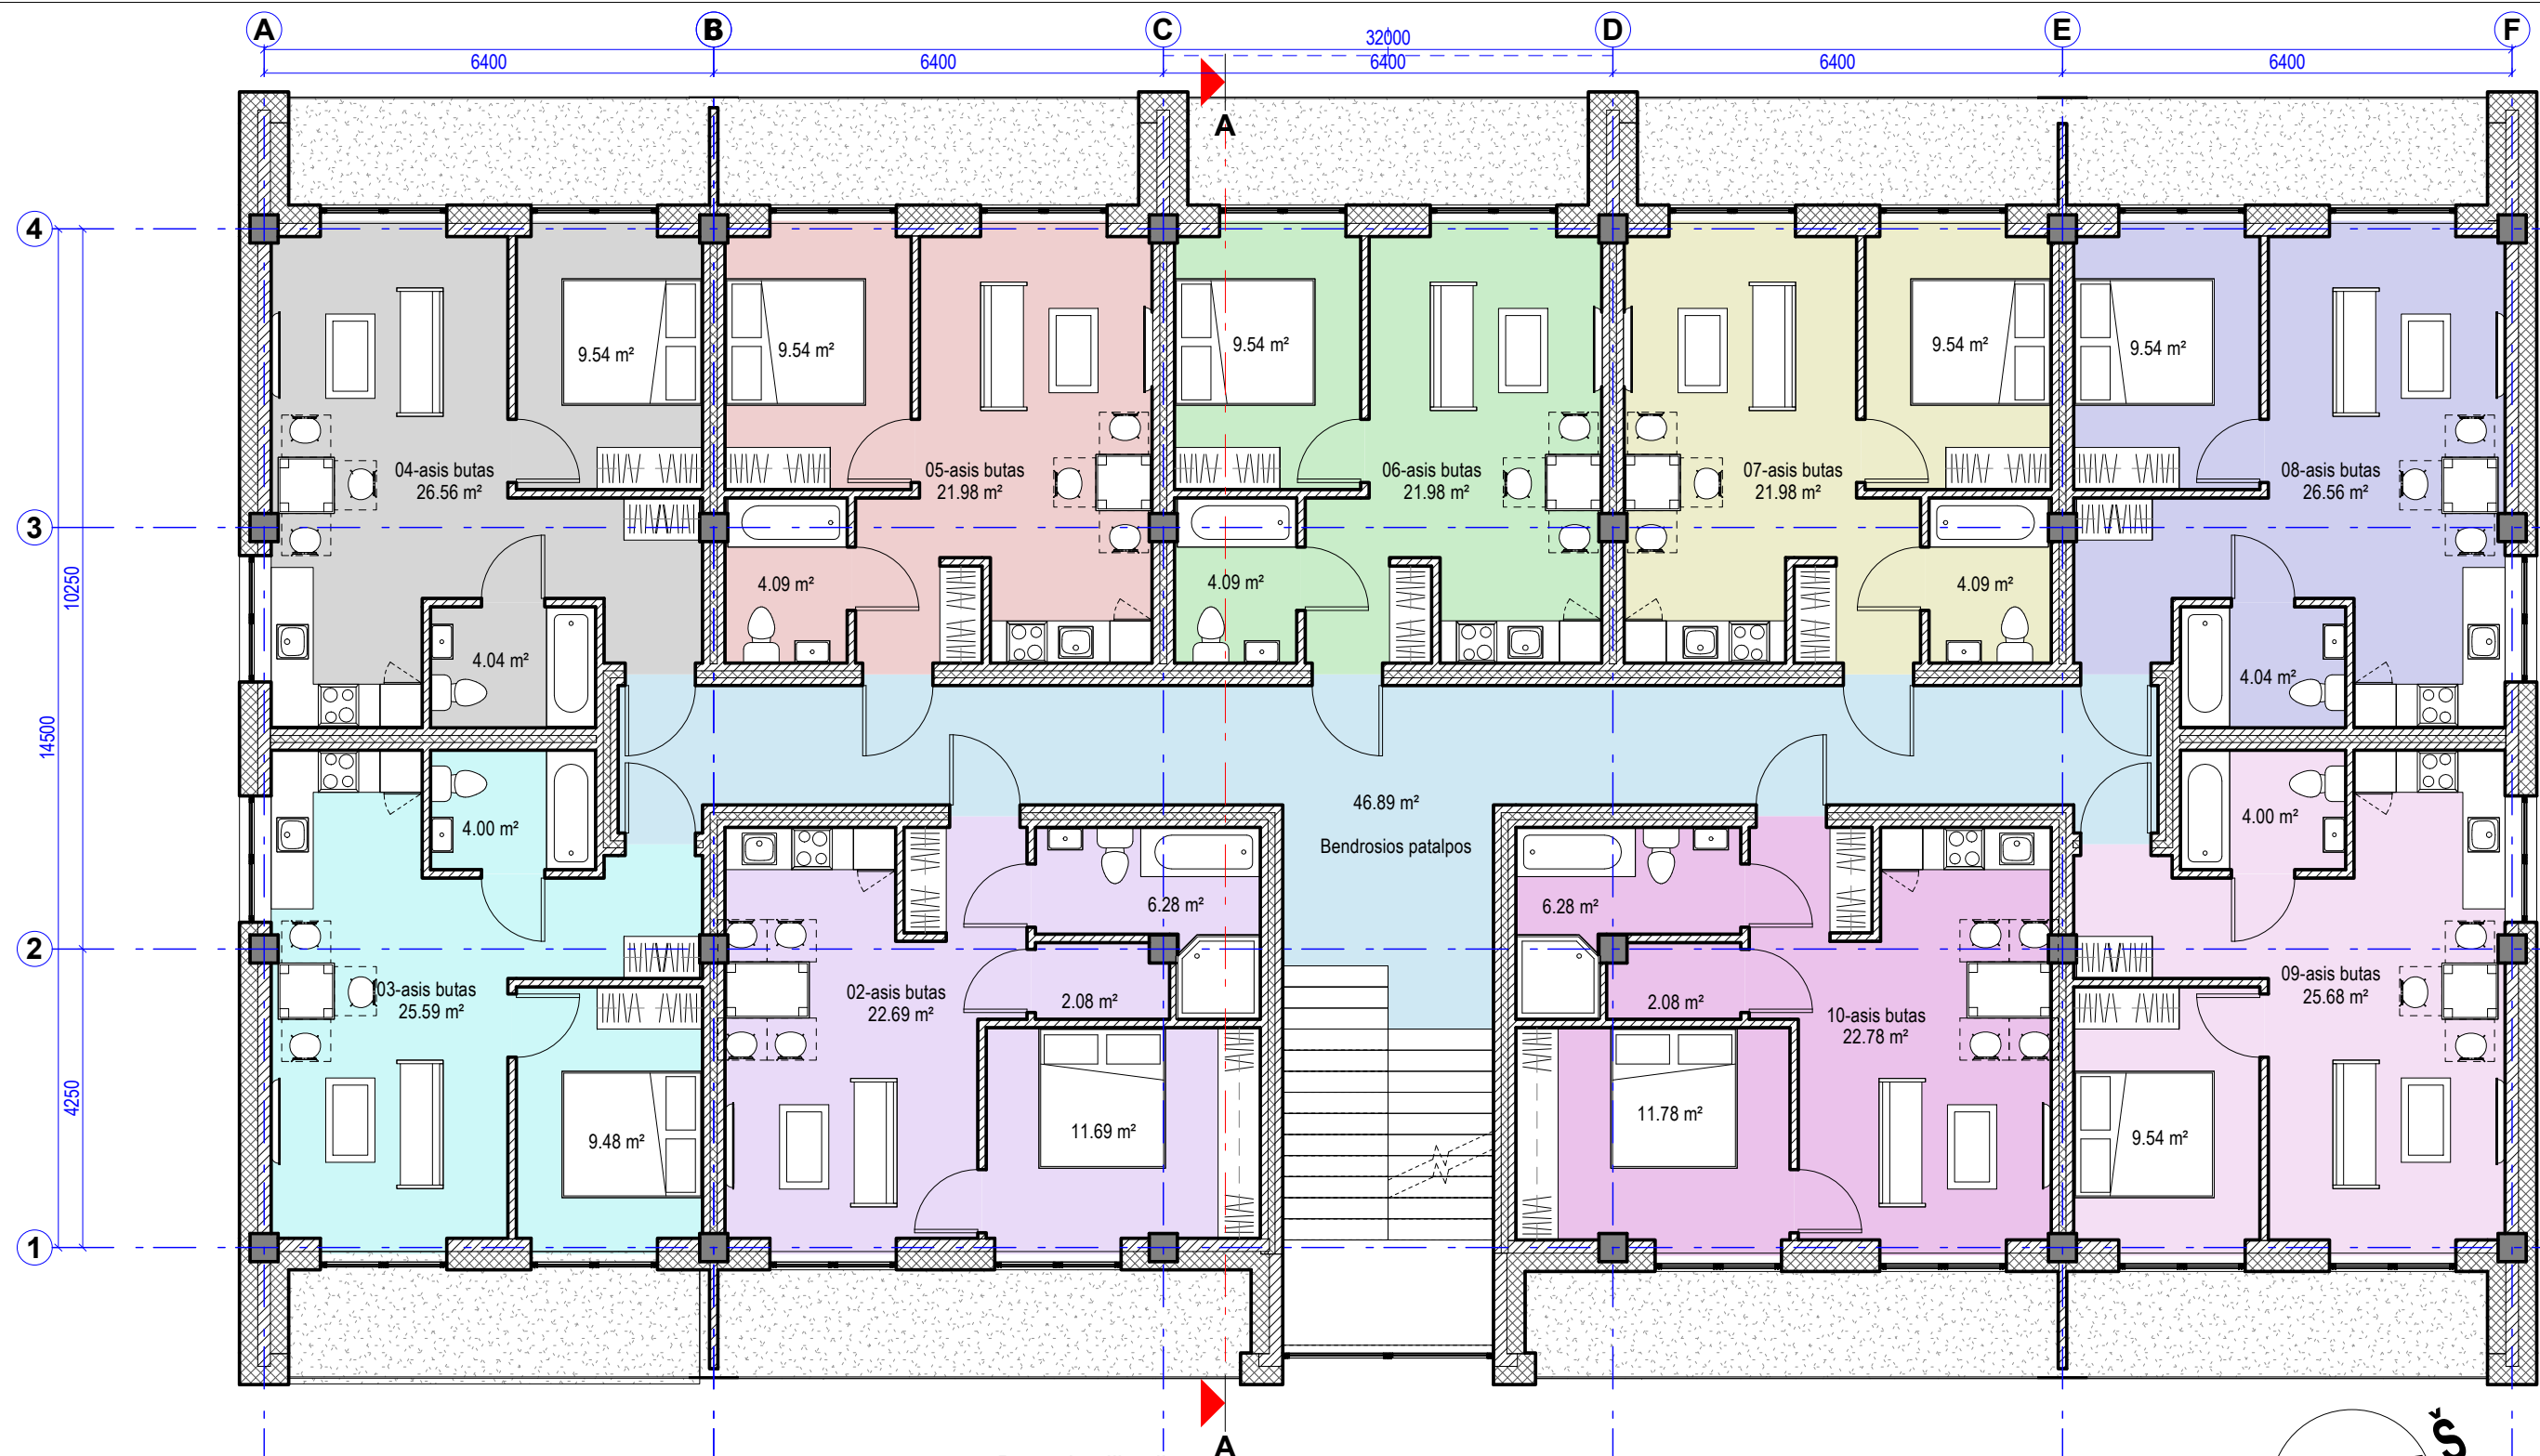 A B C D E F
32000
6400 6400 6400 6400 6400
A
4
9.54 m²
9.54 m²
9.54 m²
9.54 m²
9.54 m²
04-asis butas
26.56 m²
05-asis butas
21.98 m²
06-asis butas
21.98 m²
07-asis butas
21.98 m²
08-asis butas
26.56 m²
3
10250
4.09 m²
4.09 m²
4.09 m²
4.04 m²
4.04 m²
14500
46.89 m²
Bendrosios patalpos
4.00 m²
4.00 m²
6.28 m²
6.28 m²
2
03-asis butas
25.59 m²
02-asis butas
22.69 m²
2.08 m²
2.08 m²
10-asis butas
22.78 m²
09-asis butas
25.68 m²
4250
9.48 m²
11.69 m²
11.78 m²
9.54 m²
1
A
Š